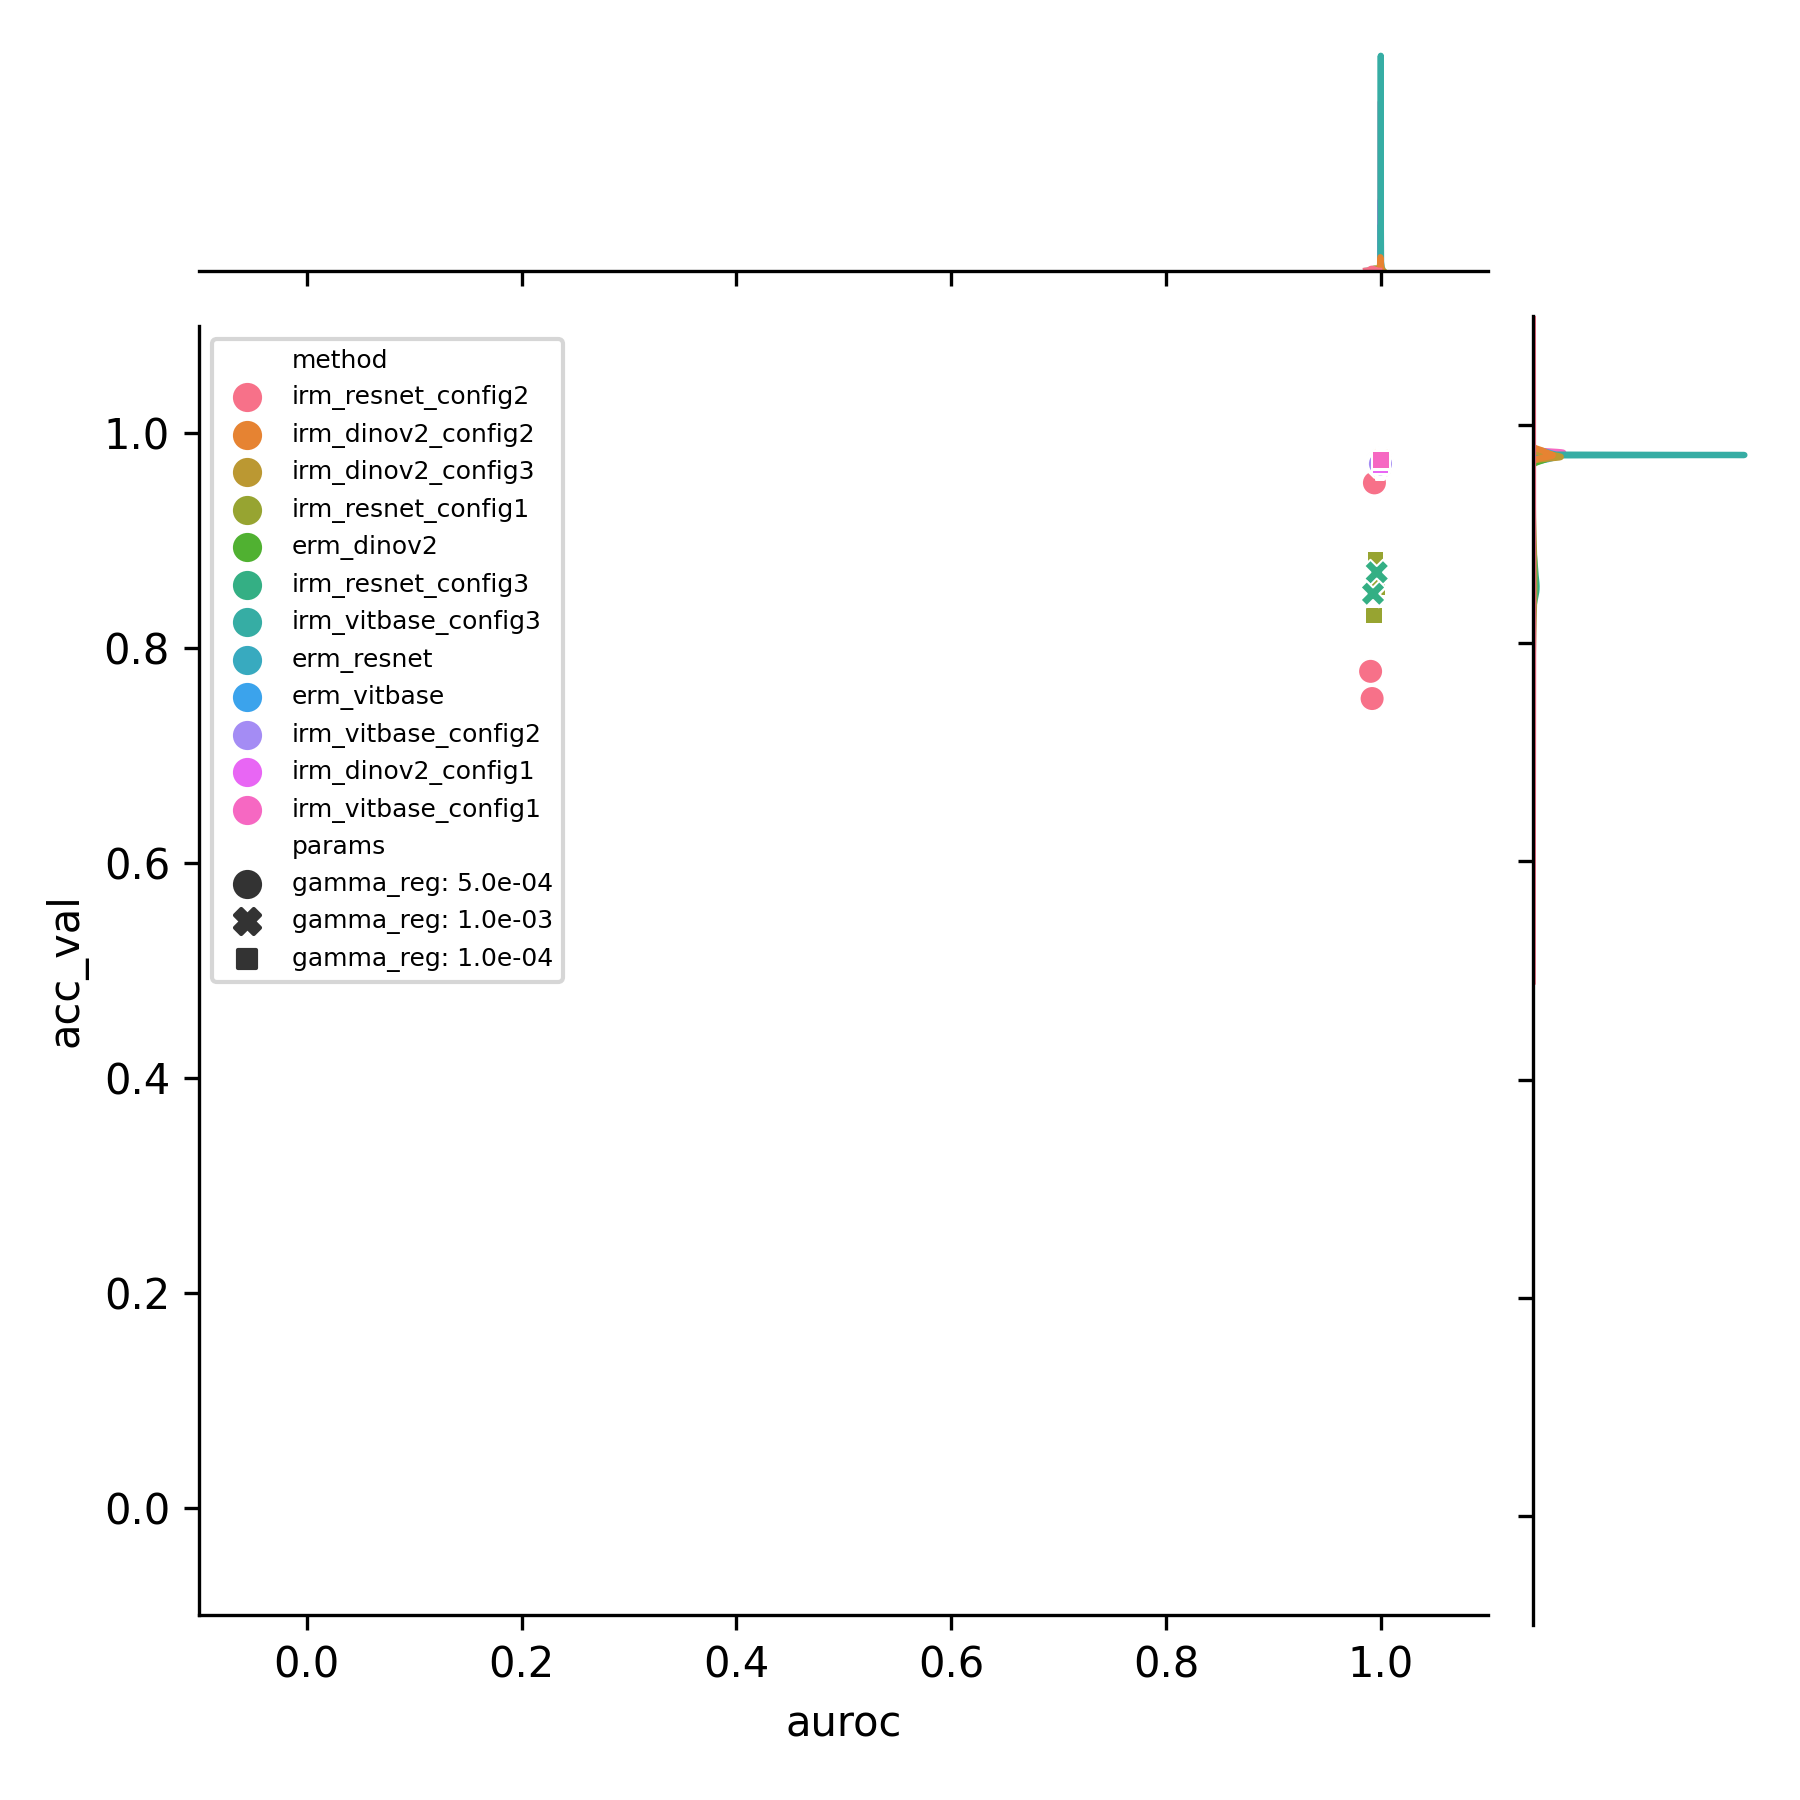 method
irm_resnet_config2
irm_dinov2_config2
irm_dinov2_config3
irm_resnet_config1
erm_dinov2
irm_resnet_config3
irm_vitbase_config3
erm_resnet
erm_vitbase
irm_vitbase_config2
irm_dinov2_config1
irm_vitbase_config1
params
gamma_reg: 5.0e-04
gamma_reg: 1.0e-03
gamma_reg: 1.0e-04
1.0
0.8
0.6
0.4
0.2
0.0
acc_val
0.0 0.2 0.4 0.6 0.8 1.0
auroc